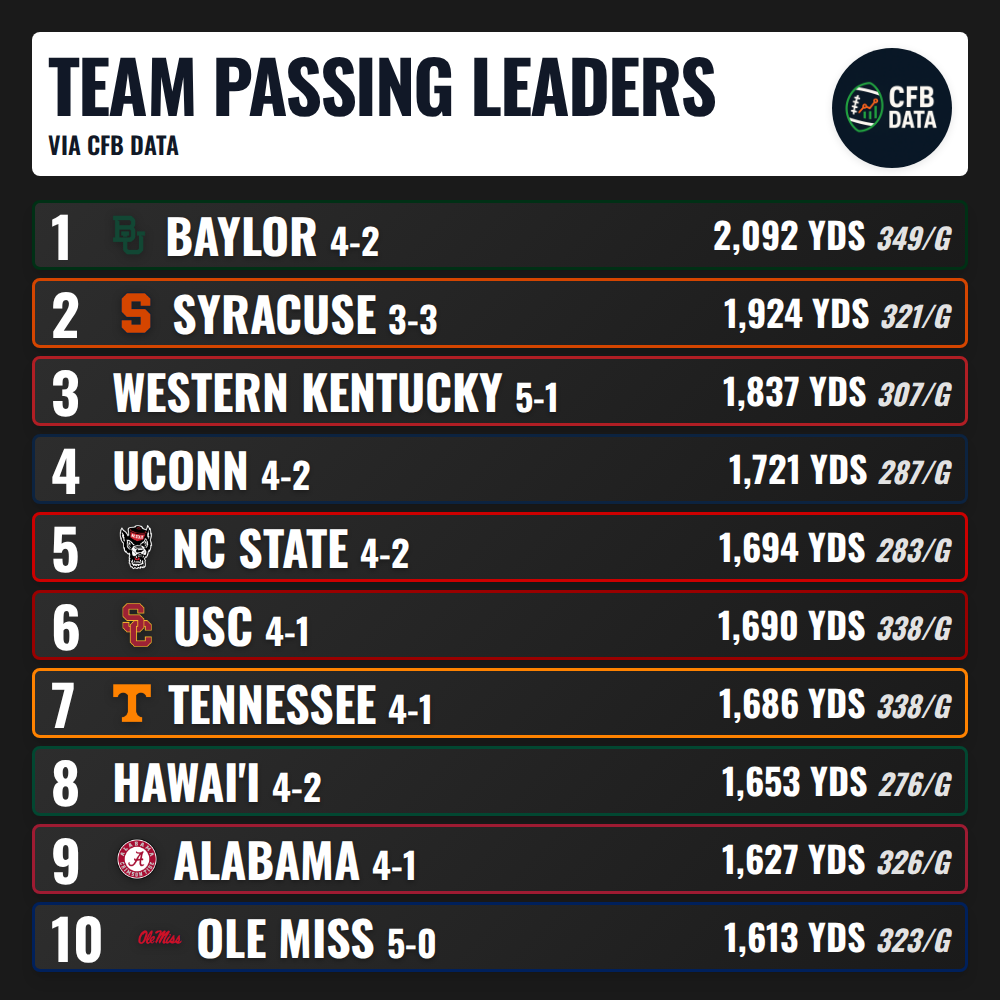 TEAM PASSING LEADERS
VIA CFB DATA
CFB
DATA
1 BU BAYLOR 4-2 2,092 YDS 349/G
2 S SYRACUSE 3-3 1,924 YDS 321/G
3 WESTERN KENTUCKY 5-1 1,837 YDS 307/G
4 UCONN 4-2 1,721 YDS 287/G
5 NC STATE 4-2 1,694 YDS 283/G
6 SC USC 4-1 1,690 YDS 338/G
7 T TENNESSEE 4-1 1,686 YDS 338/G
8 HAWAI'I 4-2 1,653 YDS 276/G
9 ALABAMA CRIMSON TIDE A ALABAMA 4-1 1,627 YDS 326/G
10 Ole Miss OLE MISS 5-0 1,613 YDS 323/G